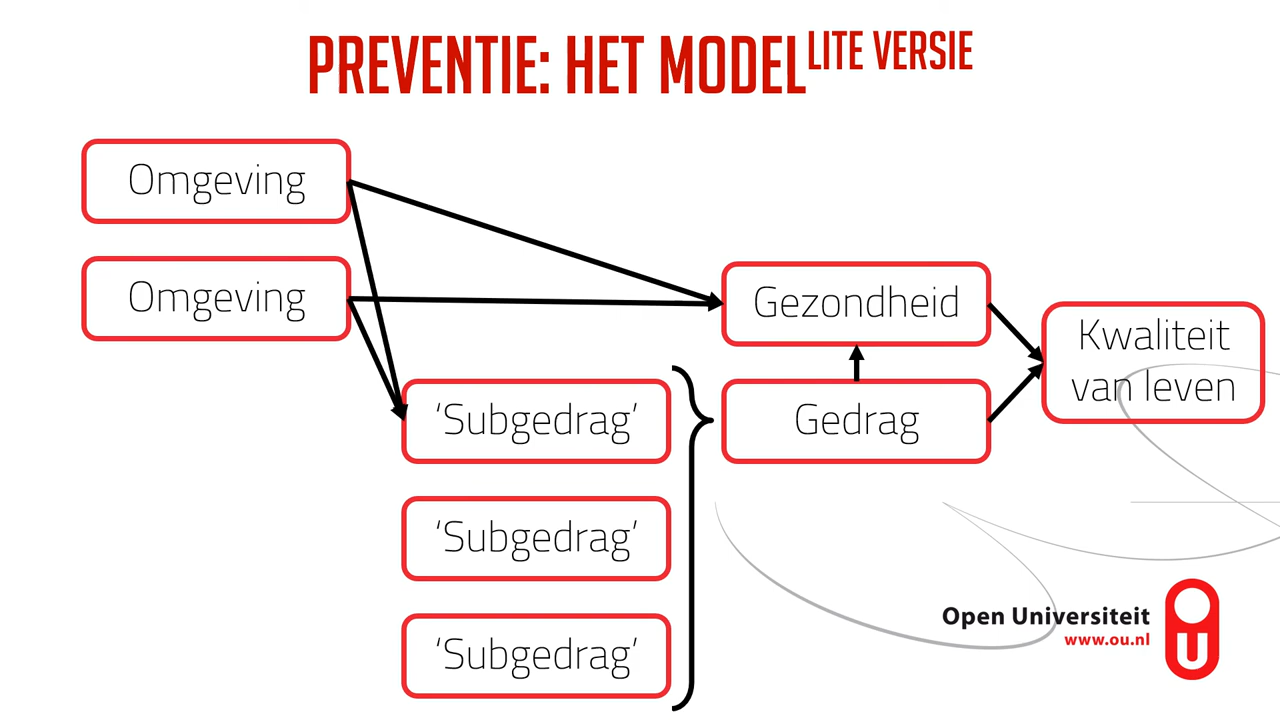 PREVENTIE: HET MODEL LITE VERSIE
Omgeving
Omgeving
Gezondheid
Kwaliteit
van leven
'Subgedrag'
Gedrag
'Subgedrag'
'Subgedrag'
Open Universiteit
www.ou.nl